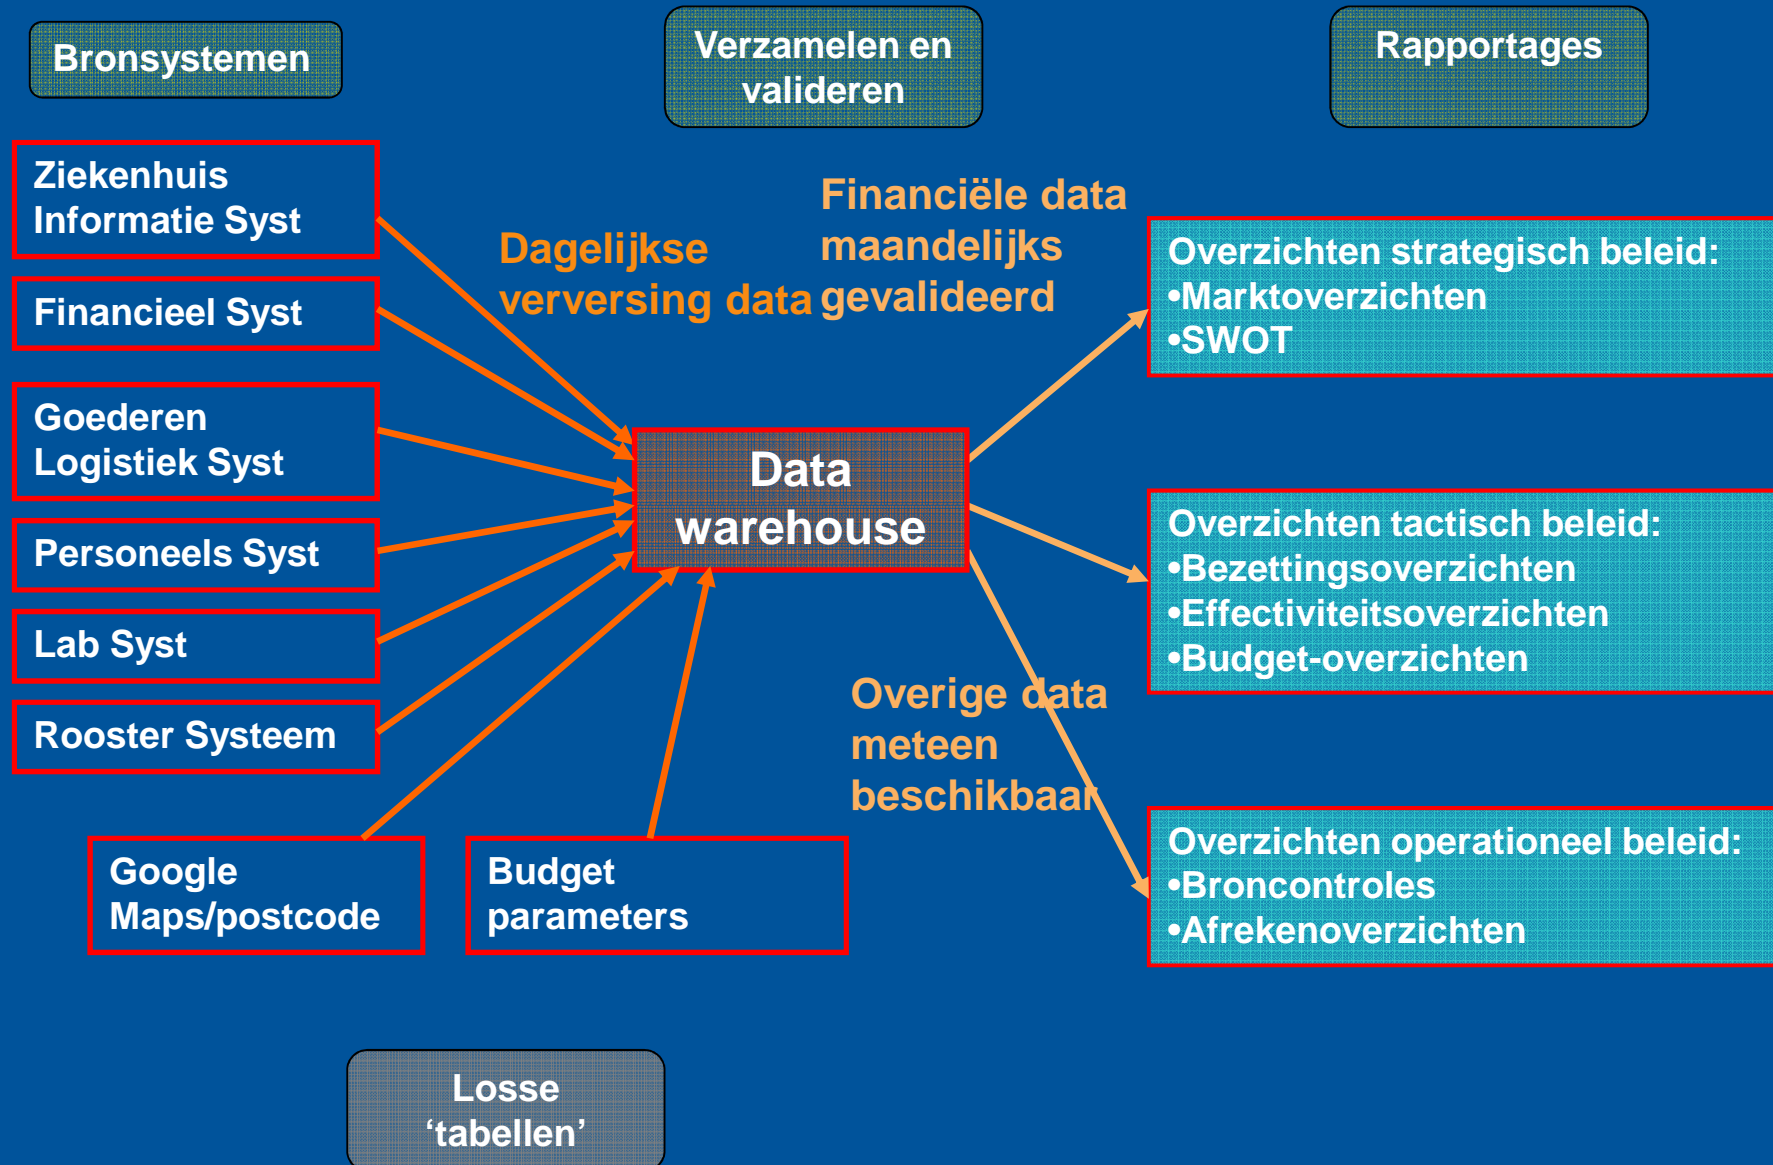 Bronsystemen
Verzamelen en
valideren
Rapportages
Ziekenhuis
Informatie Syst
Financieel Syst
Goederen
Logistiek Syst
Personeels Syst
Lab Syst
Rooster Systeem
Google
Maps/postcode
Budget
parameters
Losse
‘tabellen’
Dagelijkse
verversing data
Financiële data
maandelijks
gevalideerd
Data
warehouse
Overige data
meteen
beschikbaar
Overzichten strategisch beleid:
•Marktoverzichten
•SWOT
Overzichten tactisch beleid:
•Bezettingsoverzichten
•Effectiviteitsoverzichten
•Budget-overzichten
Overzichten operationeel beleid:
•Broncontroles
•Afrekenoverzichten